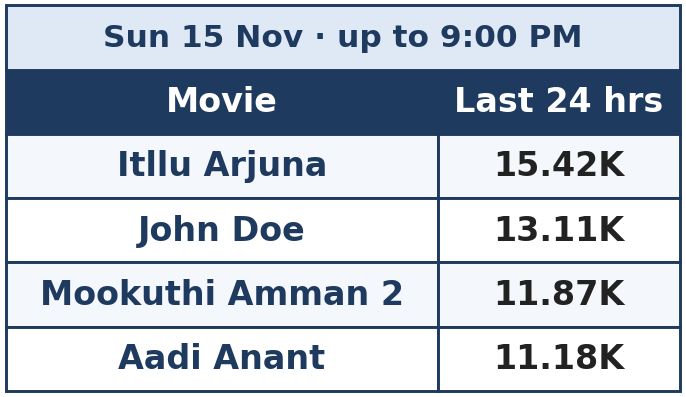 Sun 15 Nov · up to 9:00 PM
Movie Last 24 hrs
Itllu Arjuna 15.42K
John Doe 13.11K
Mookuthi Amman 2 11.87K
Aadi Anant 11.18K